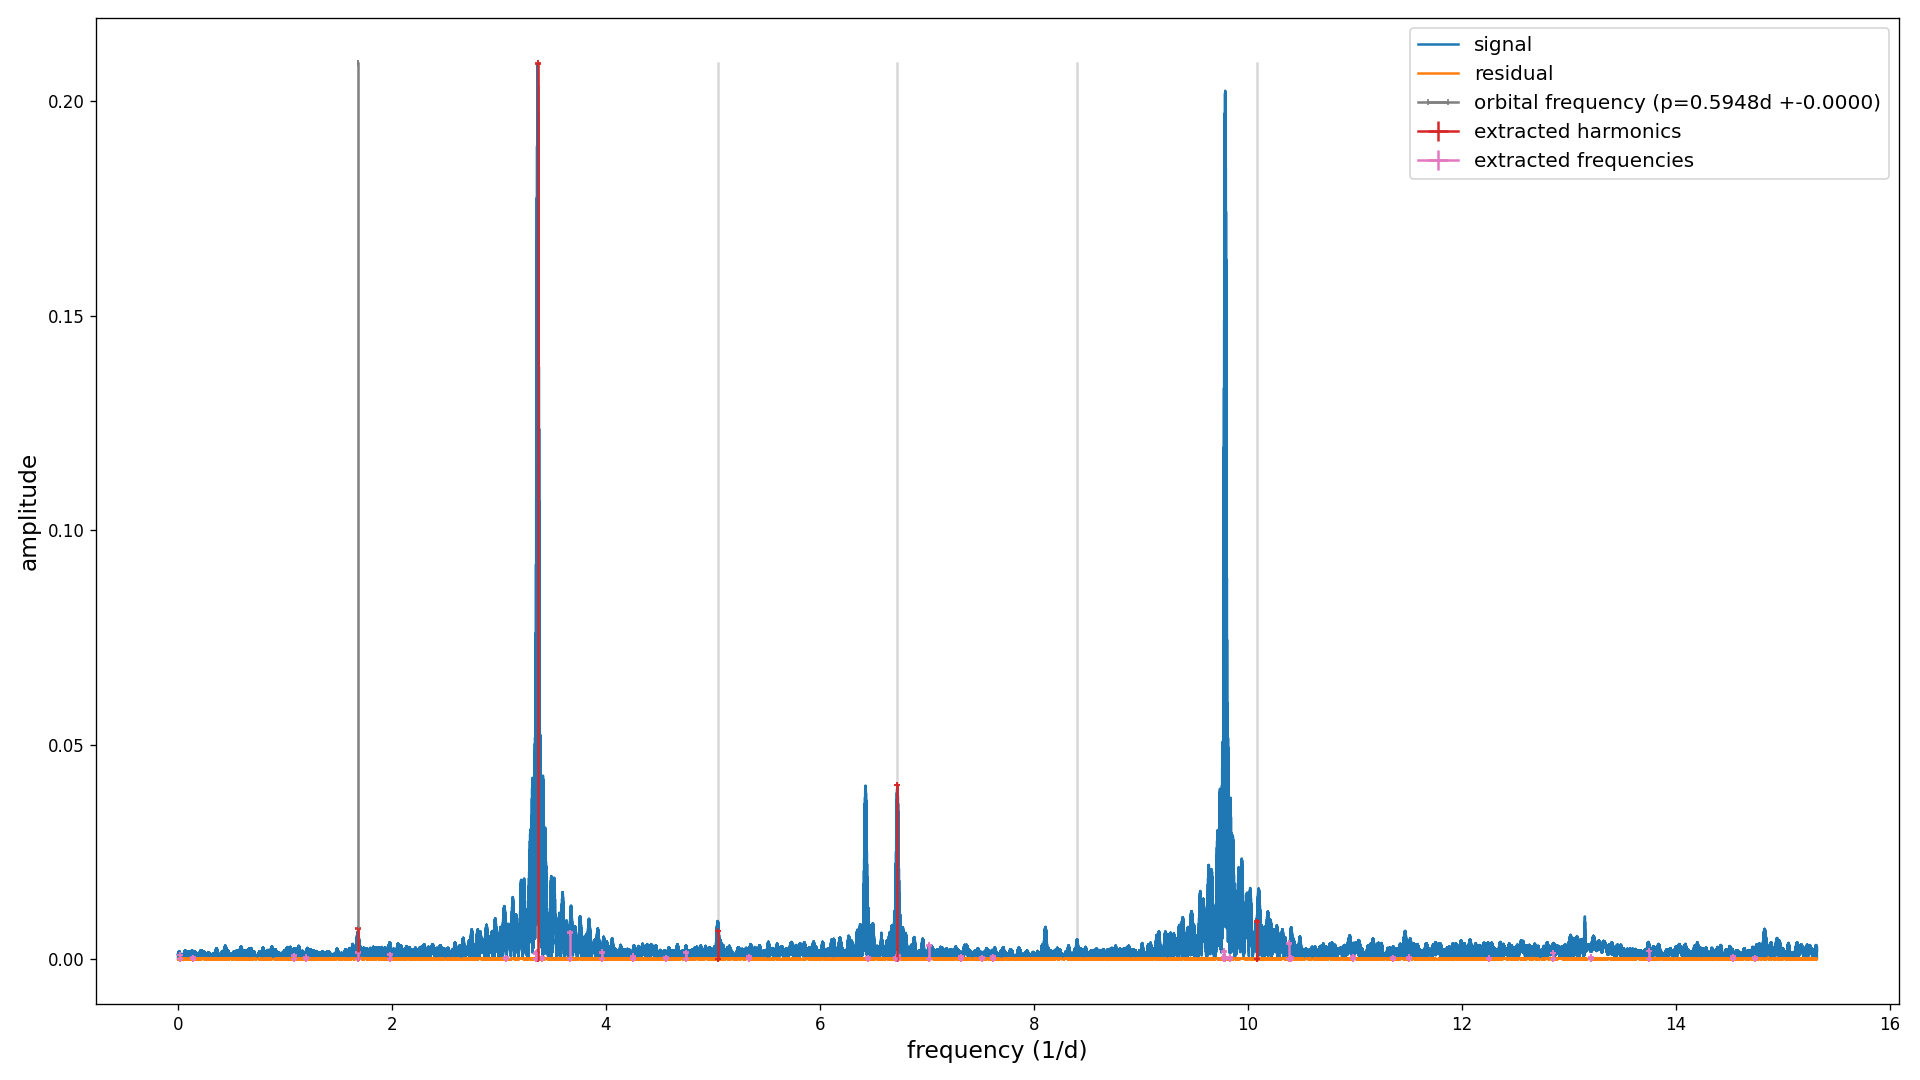 signal
residual
orbital frequency (p=0.5948d +-0.0000)
extracted harmonics
extracted frequencies
amplitude
0.20
0.15
0.10
0.05
0.00
0 2 4 6 8 10 12 14 16
frequency (1/d)